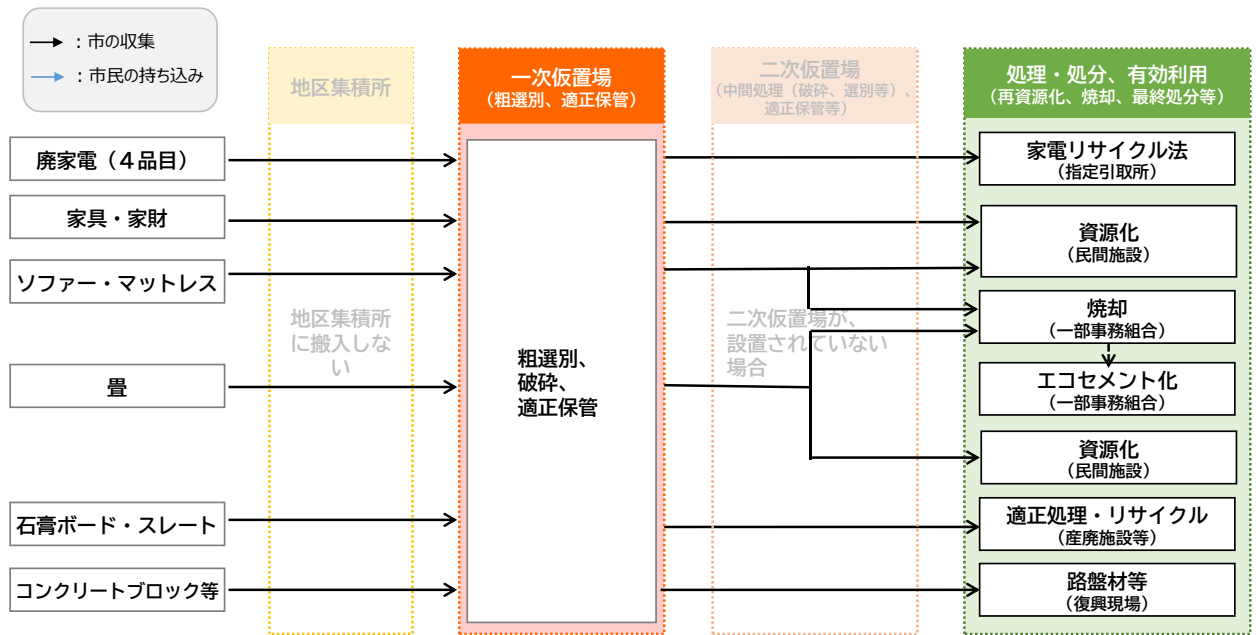 ：市の収集
：市民の持ち込み
地区集積所
一次仮置場
（粗選別、適正保管）
二次仮置場
（中間処理（破砕、選別等）、
適正保管等）
処理・処分、有効利用
（再資源化、焼却、最終処分等）
廃家電（４品目）
家具・家財
ソファー・マットレス
畳
石膏ボード・スレート
コンクリートブロック等
地区集積所
に搬入しな
い
粗選別、
破砕、
適正保管
二次仮置場が、
設置されていない
場合
家電リサイクル法
（指定引取所）
資源化
（民間施設）
焼却
（一部事務組合）
エコセメント化
（一部事務組合）
資源化
（民間施設）
適正処理・リサイクル
（産廃施設等）
路盤材等
（復興現場）